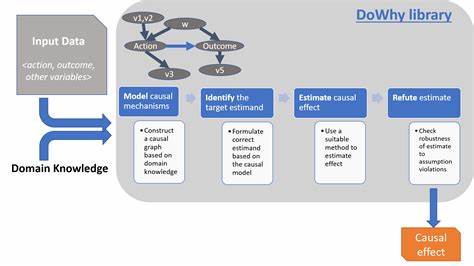 DoWhy library
Input Data
<action, outcome,
other variables>
v1,v2
w
Action
Outcome
v3
v5
Model causal
mechanisms
Identify the
target estimand
Estimate causal
effect
Refute estimate
• Construct
a causal
graph
based on
domain
knowledge
• Formulate
correct
estimand
based on
the causal
model
• Use a
suitable
method to
estimate
effect
• Check
robustness
of estimate
to
assumption
violations
Domain Knowledge
Causal
effect